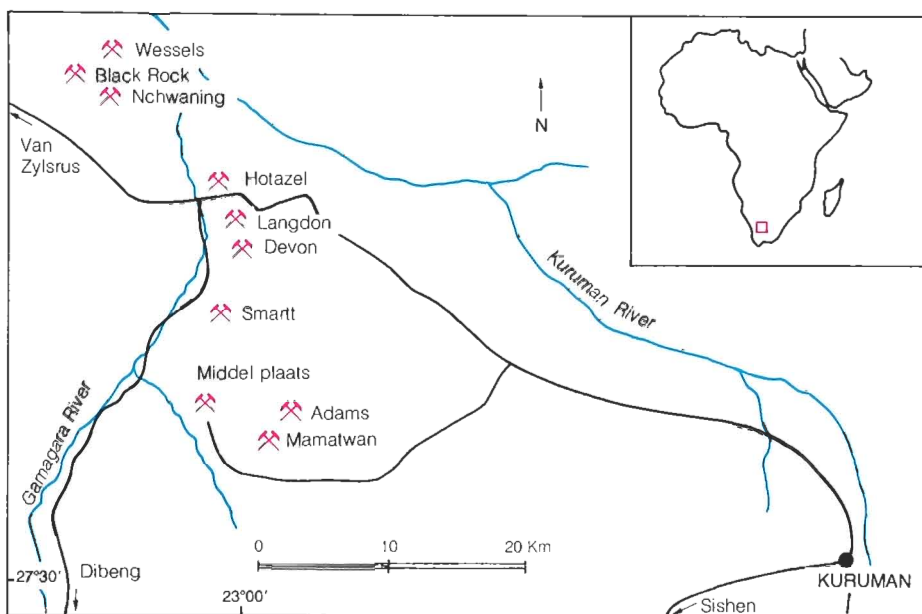 Wessels
Black Rock
Nchwaning
N
Van
Zylsrus
Hotazel
Langdon
Devon
Kuruman River
Smartt
Middel plaats
Adams
Mamatwan
Gamagara River
0 10 20 Km
27°30'
Dibeng
23°00'
Sishen
KURUMAN